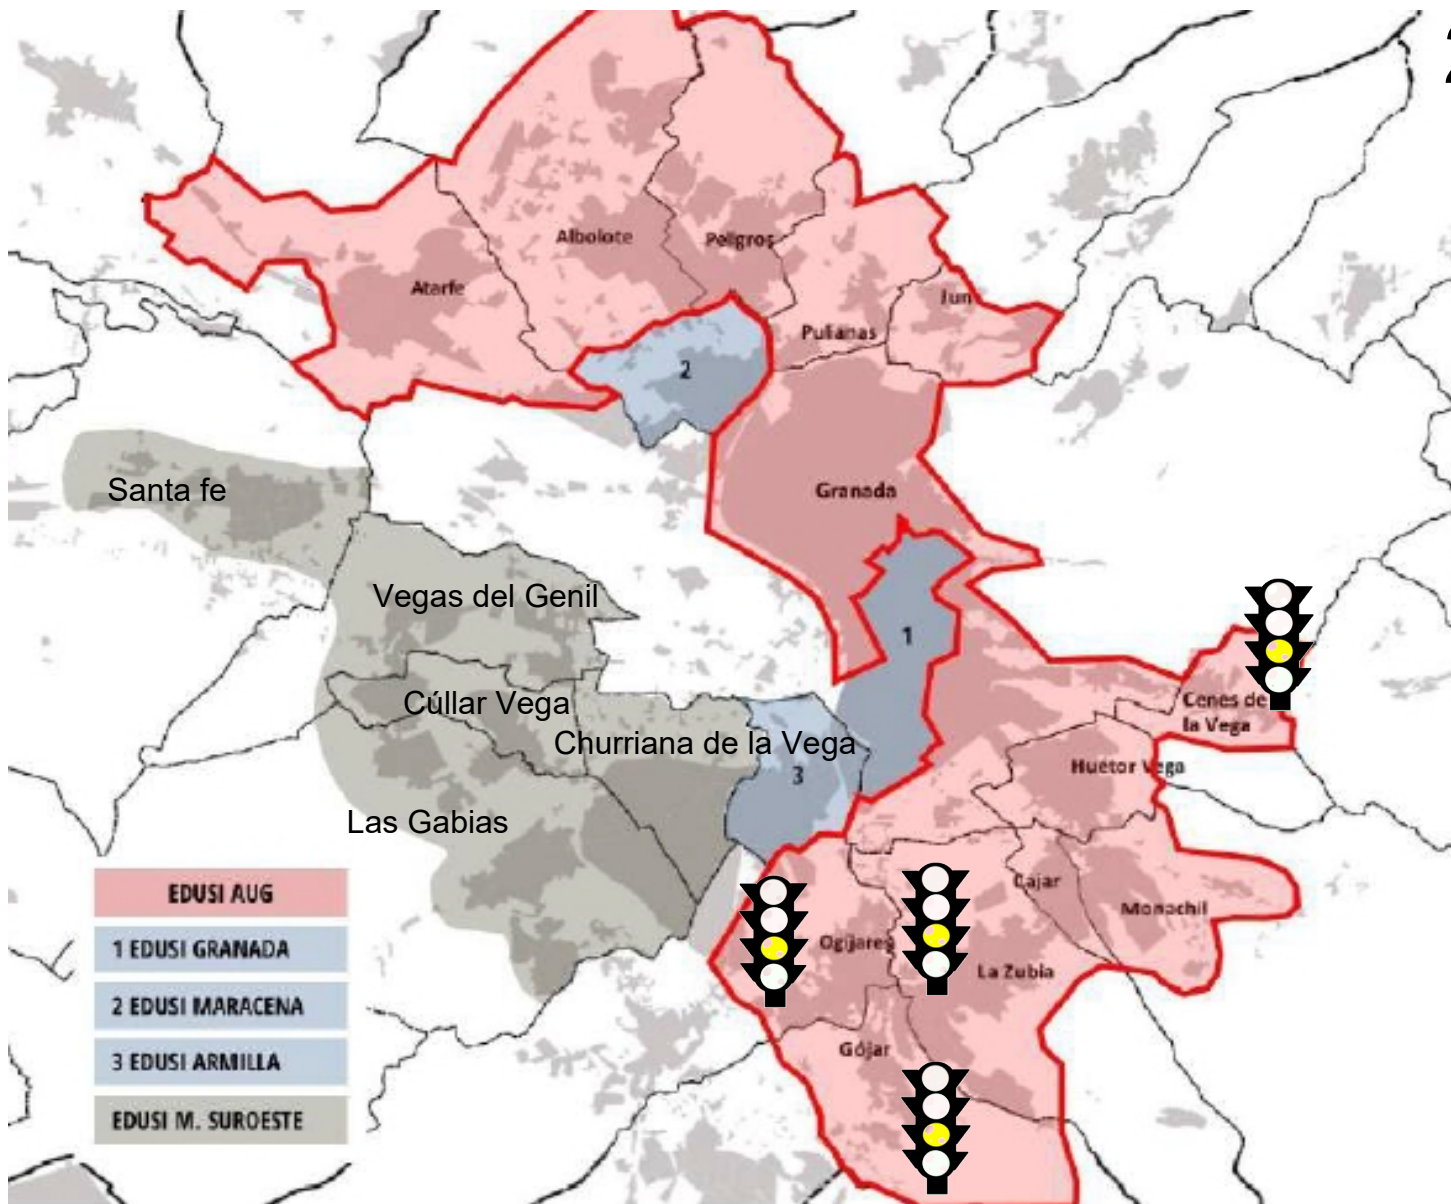 Albolote
Peligros
Atarfe
Jun
Pulianas
2
Santa fe
Granada
Vegas del Genil
1
Cúllar Vega
Cenes de
la Vega
Churriana de la Vega
Huetor Vega
3
Las Gabias
Cajar
EDUSI AUG
Monachil
Ogijares
1 EDUSI GRANADA
La Zubia
2 EDUSI MARACENA
Gójar
3 EDUSI ARMILLA
EDUSI M. SUROESTE